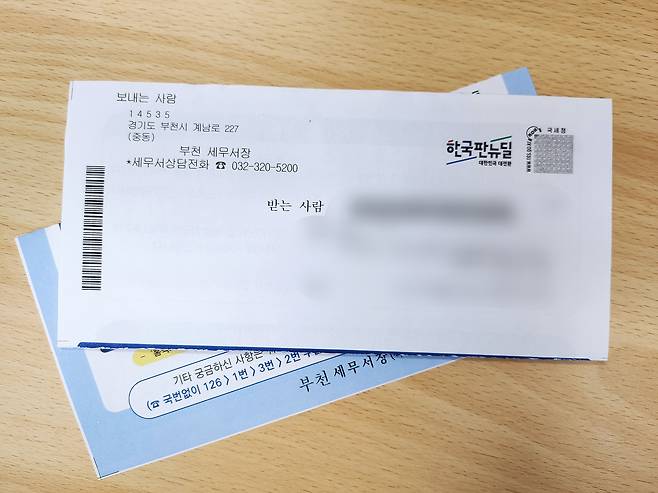 보내는 사람
14535
경기도 부천시 계남로 227
(중동)
부천 세무서장
*세무서상담전화 ☎ 032-320-5200
한국판뉴딜
대한민국 대전환
국세청
받는 사람
기타 궁금하신 사항은
(☎ 국번없이 126 > 1번 > 3번 > 2번
부천세무서장